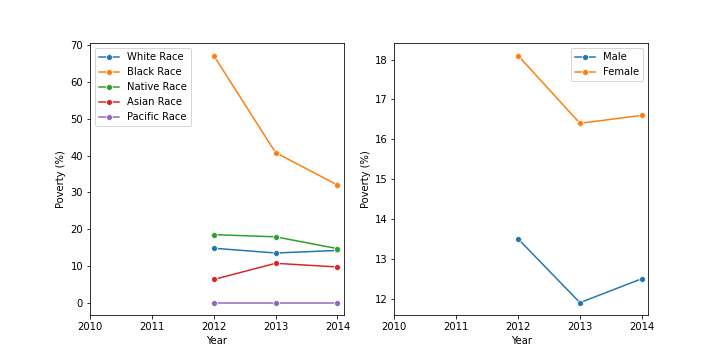 70
60
50
40
30
20
10
0
Poverty (%)
White Race
Black Race
Native Race
Asian Race
Pacific Race
2010 2011 2012 2013 2014
Year
18
17
16
15
14
13
12
Poverty (%)
Male
Female
2010 2011 2012 2013 2014
Year